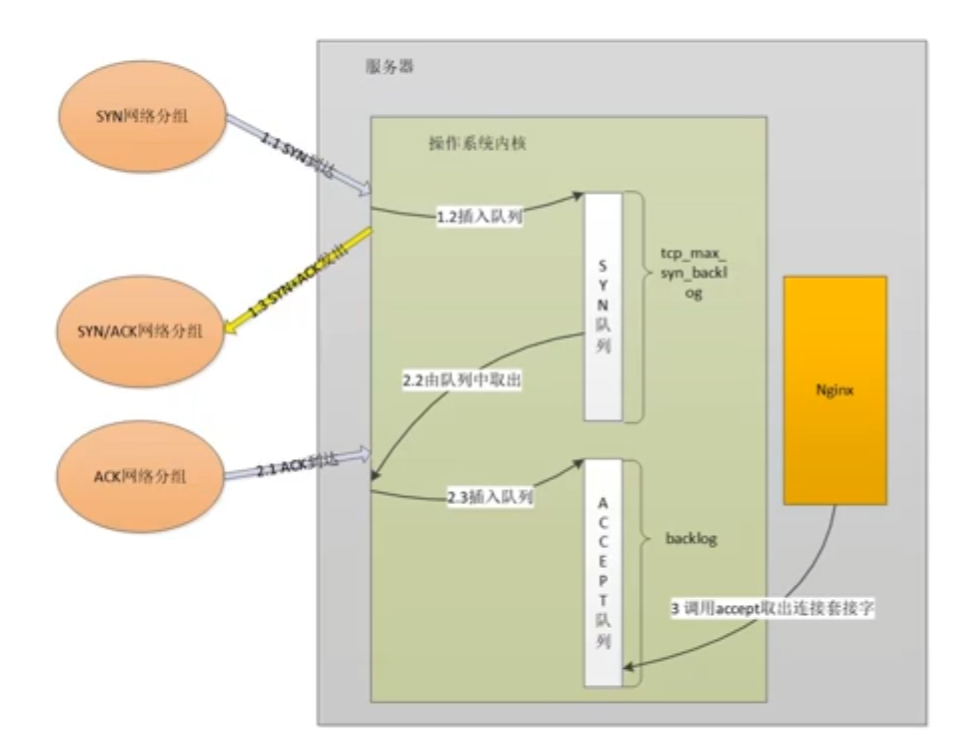 服务器
SYN网络分组
1.1 SYN到达
操作系统内核
1.2插入队列
SYN队列
tcp_max_
syn_backl
og
1.3 SYN+ACK发出
SYN/ACK网络分组
2.2由队列中取出
Nginx
ACK网络分组
2.1 ACK到达
2.3插入队列
ACCEPT队列
backlog
3 调用accept取出连接套接字